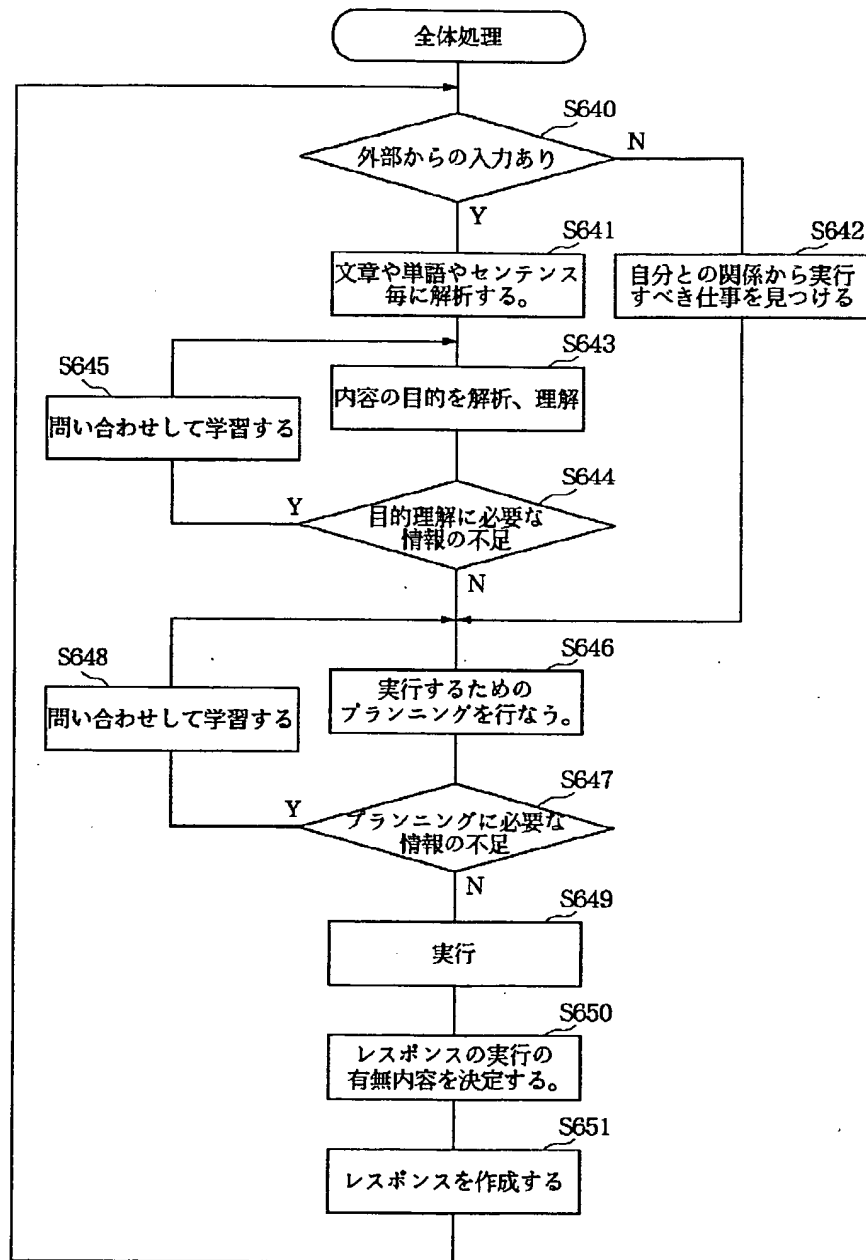 全体処理
S640
外部からの入力あり
N
Y
S641
文章や単語やセンテンス
毎に解析する。
S642
自分との関係から実行
すべき仕事を見つける
S643
内容の目的を解析、理解
S645
問い合わせして学習する
S644
目的理解に必要な
情報の不足
Y
N
S646
実行するための
プランニングを行なう。
S648
問い合わせして学習する
S647
プランニングに必要な
情報の不足
Y
N
S649
実行
S650
レスポンスの実行の
有無内容を決定する。
S651
レスポンスを作成する